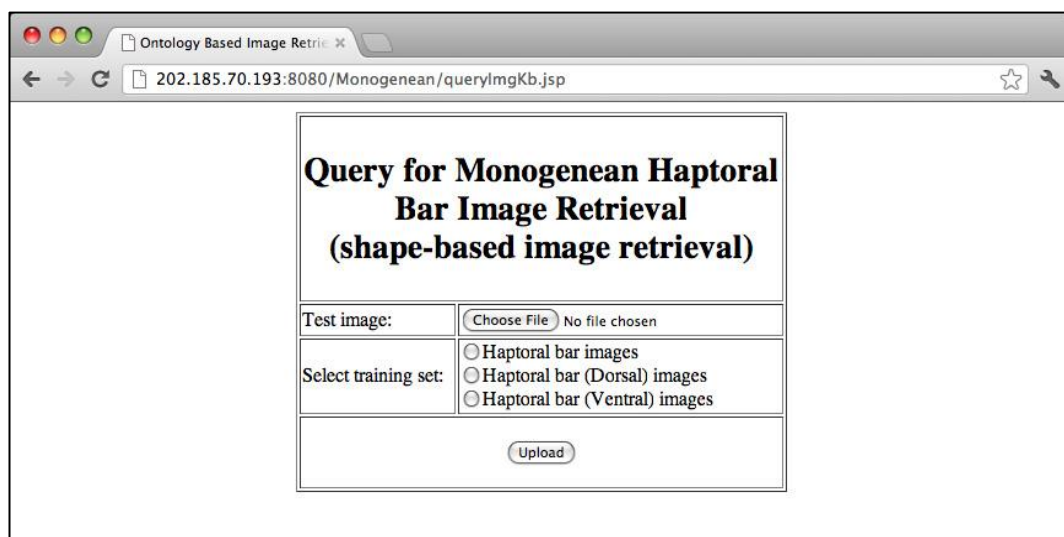 Ontology Based Image Retrie
202.185.70.193:8080/Monogenean/queryImgKb.jsp
Query for Monogenean Haptoral
Bar Image Retrieval
(shape-based image retrieval)
Test image: Choose File No file chosen
Select training set:
Haptoral bar images
Haptoral bar (Dorsal) images
Haptoral bar (Ventral) images
Upload